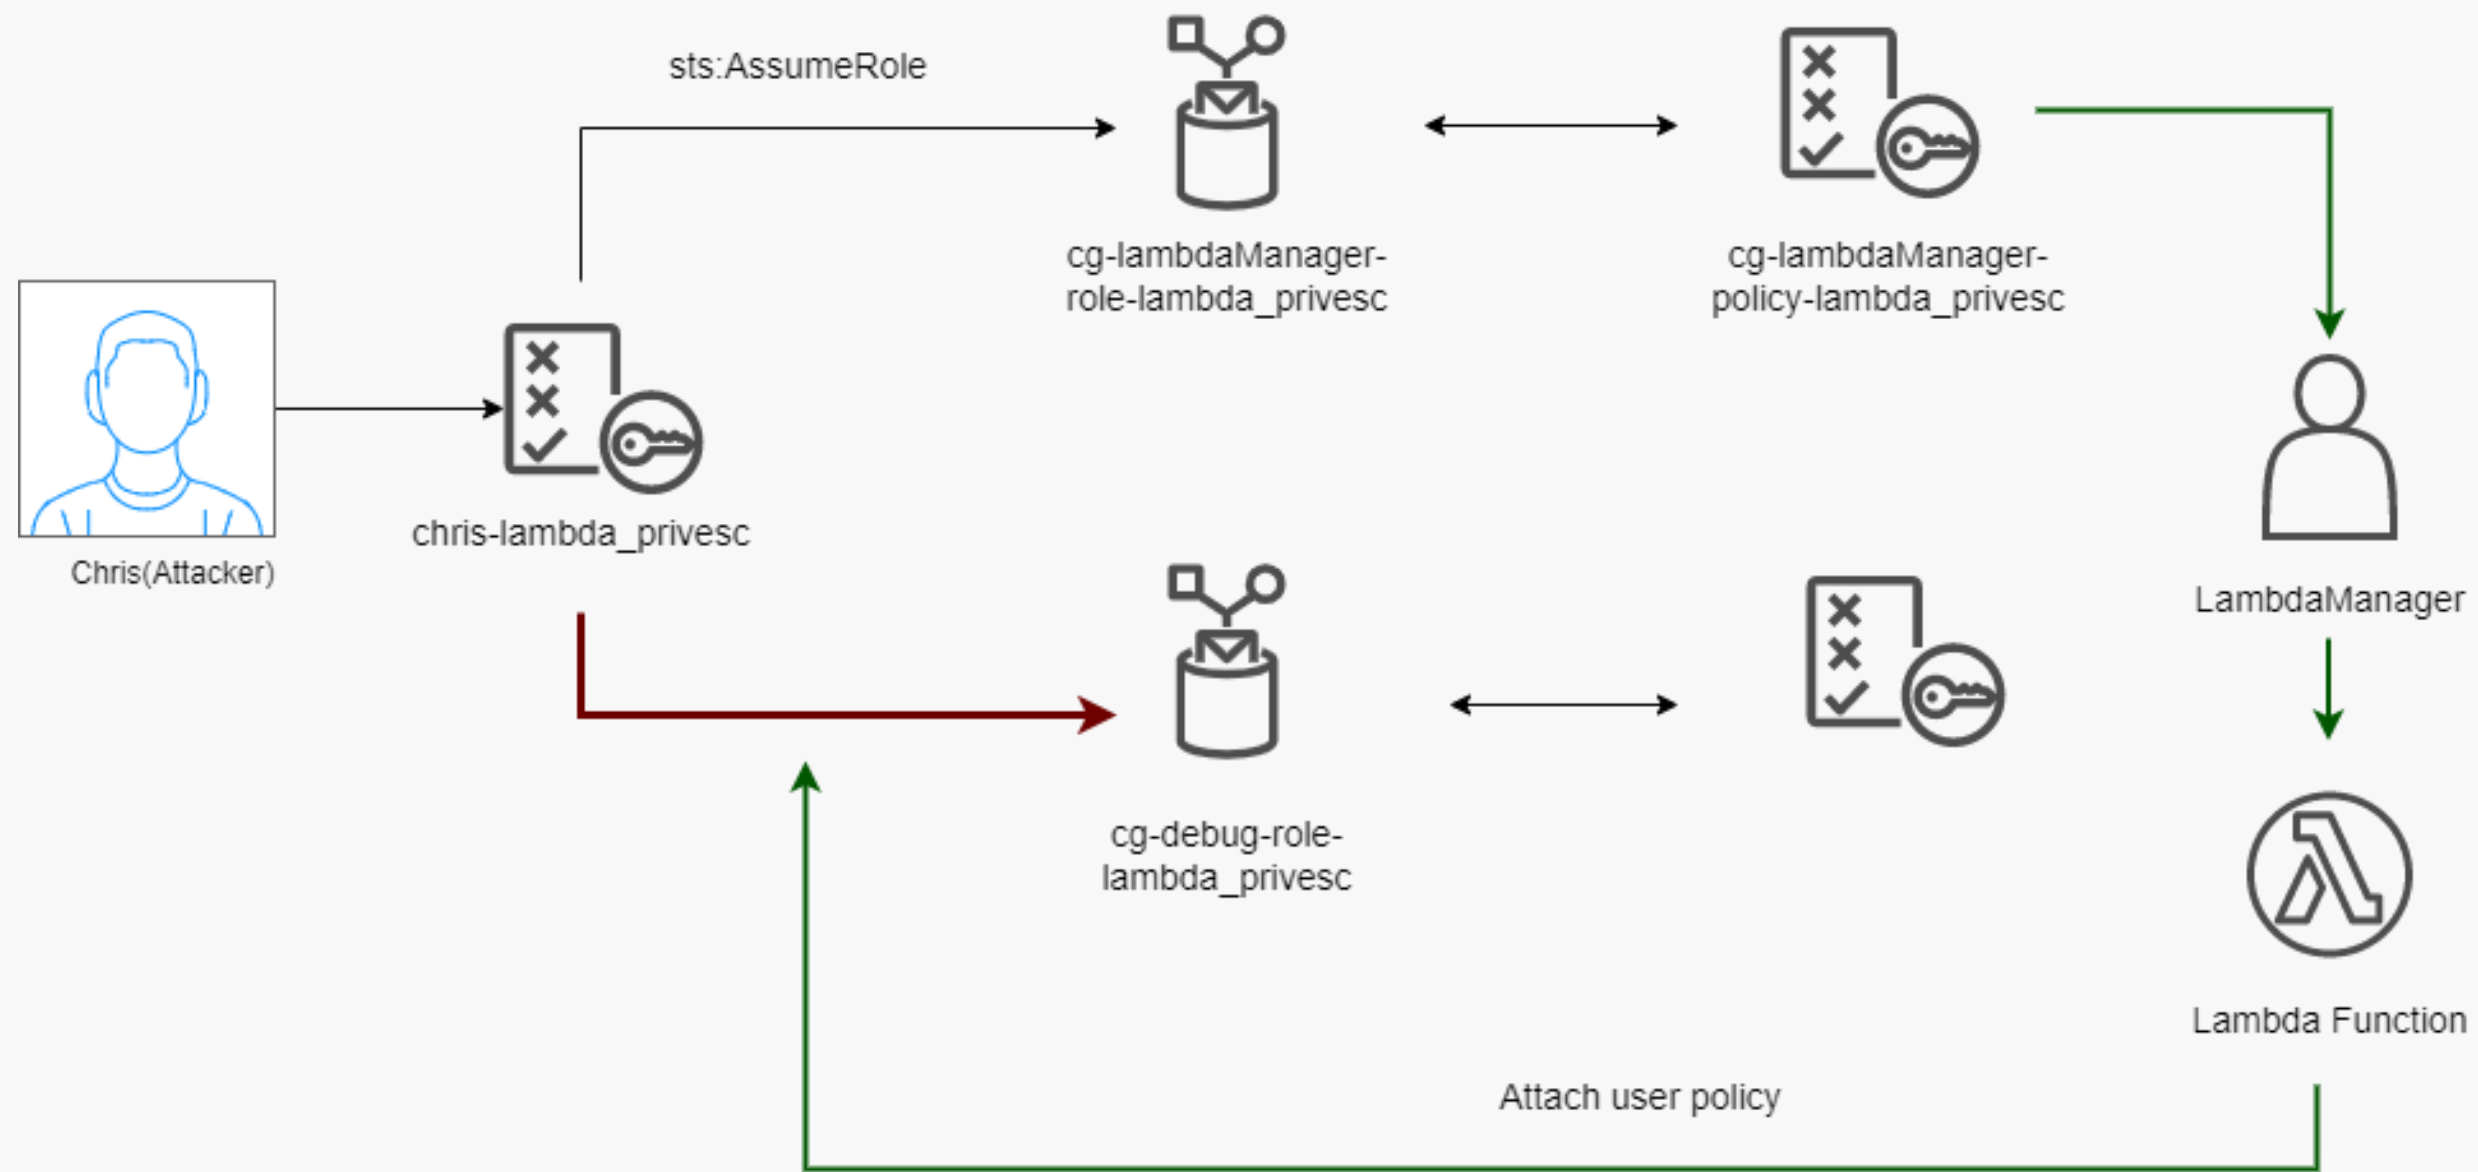 sts:AssumeRole
cg-lambdaManager-
role-lambda_privesc
cg-lambdaManager-
policy-lambda_privesc
Chris(Attacker)
chris-lambda_privesc
LambdaManager
cg-debug-role-
lambda_privesc
Lambda Function
Attach user policy